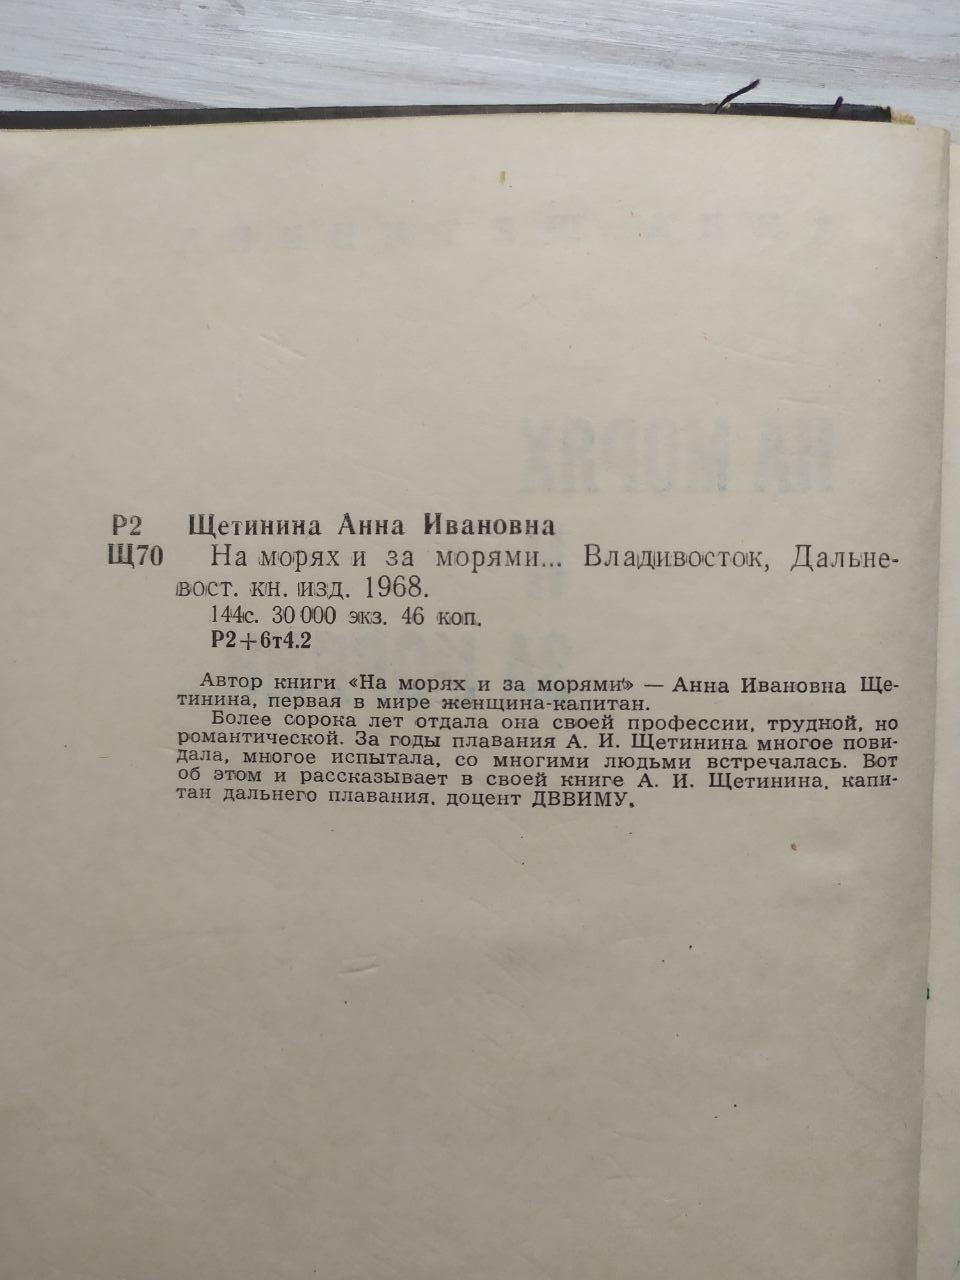 Р2 Щетинина Анна Ивановна
Щ70 На морях и за морями... Владивосток, Дальне-
вост. кн. изд. 1968.
144с. 30 000 экз. 46 коп.
Р2+6т4.2
Автор книги «На морях и за морями» — Анна Ивановна Ще-
тинина, первая в мире женщина-капитан.
Более сорока лет отдала она своей профессии, трудной, но
романтической. За годы плавания А. И. Щетинина многое пови-
дала, многое испытала, со многими людьми встречалась. Вот
об этом и рассказывает в своей книге А. И. Щетинина, капи-
тан дальнего плавания, доцент ДВВИМУ.